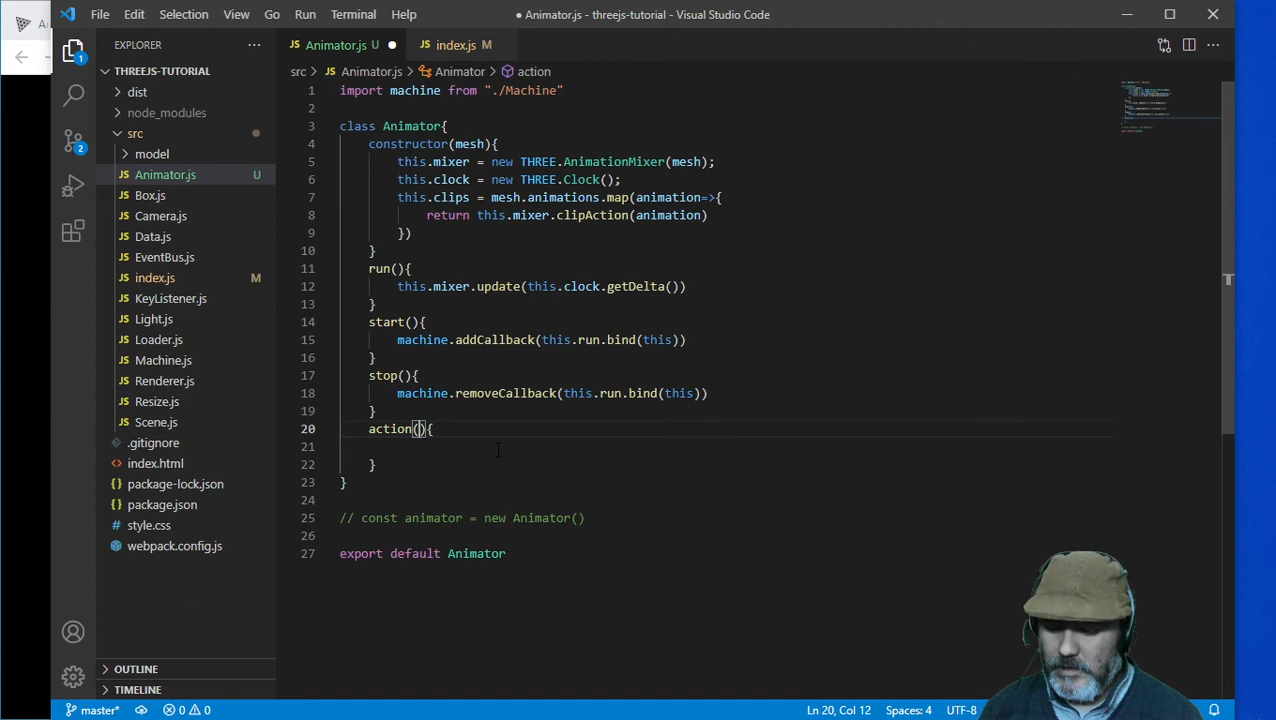 File Edit Selection View Go Run Terminal Help
● Animator.js - threejs-tutorial - Visual Studio Code
EXPLORER
THREEJS-TUTORIAL
dist
node_modules
src
model
JS Animator.js U
JS Box.js
JS Camera.js
JS Data.js
JS EventBus.js
JS index.js M
JS KeyListener.js
JS Light.js
JS Loader.js
JS Machine.js
JS Renderer.js
JS Resize.js
JS Scene.js
.gitignore
index.html
package-lock.json
package.json
style.css
webpack.config.js
OUTLINE
TIMELINE
1
2
JS Animator.js U ●
JS index.js M
src > JS Animator.js > Animator > action
1 import machine from "./Machine"
2
3 class Animator{
4 constructor(mesh){
5 this.mixer = new THREE.AnimationMixer(mesh);
6 this.clock = new THREE.Clock();
7 this.clips = mesh.animations.map(animation=>{
8 return this.mixer.clipAction(animation)
9 })
10 }
11 run(){
12 this.mixer.update(this.clock.getDelta())
13 }
14 start(){
15 machine.addCallback(this.run.bind(this))
16 }
17 stop(){
18 machine.removeCallback(this.run.bind(this))
19 }
20 action(){
21
22 }
23 }
24
25 // const animator = new Animator()
26
27 export default Animator
master* 0 0
Ln 20, Col 12 Spaces: 4 UTF-8